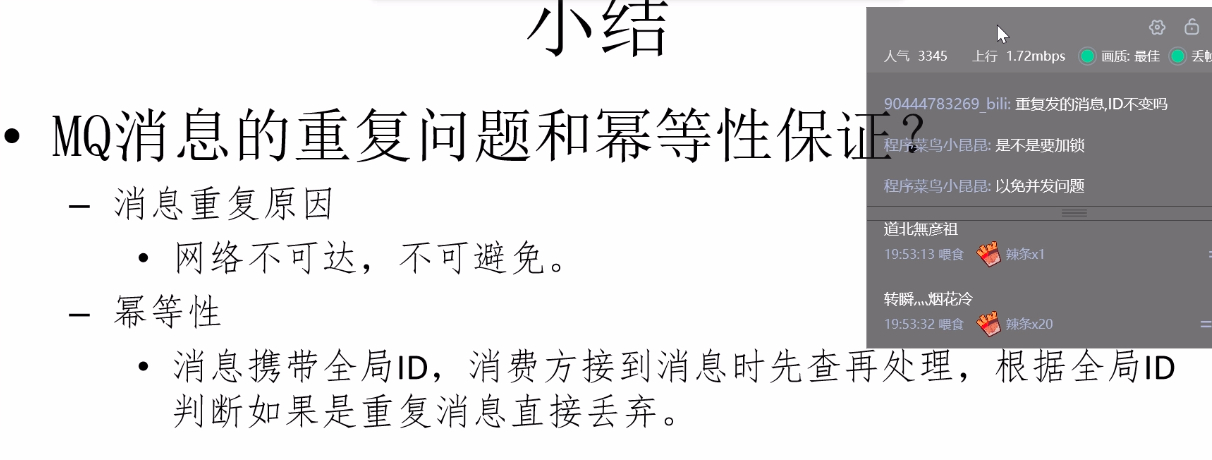 小结
• MQ消息的重复问题和幂等性保证？
– 消息重复原因
• 网络不可达，不可避免。
– 幂等性
• 消息携带全局ID，消费方接到消息时先查再处理，根据全局ID
判断如果是重复消息直接丢弃。
人气 3345 上行 1.72mbps 画质: 最佳 丢帧
90444783269_bili: 重复发的消息,ID不变吗
程序菜鸟小昆昆: 是不是要加锁
程序菜鸟小昆昆: 以免并发问题
道北無彦祖
19:53:13 喂食 辣条x1
转瞬灬烟花冷
19:53:32 喂食 辣条x20